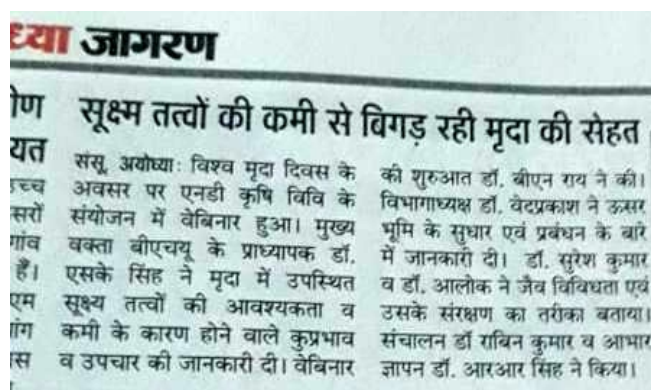 ध्या जागरण
सूक्ष्म तत्वों की कमी से बिगड़ रही मृदा की सेहत
संसू, अयोध्याः विश्व मृदा दिवस के
अवसर पर एनडी कृषि विवि के
संयोजन में वेबिनार हुआ। मुख्य
वक्ता बीएचयू के प्राध्यापक डॉ.
एसके सिंह ने मृदा में उपस्थित
सूक्ष्य तत्वों की आवश्यकता व
कमी के कारण होने वाले कुप्रभाव
व उपचार की जानकारी दी। वेबिनार
की शुरुआत डॉ. बीएन राय ने की।
विभागाध्यक्ष डॉ. वेदप्रकाश ने ऊसर
भूमि के सुधार एवं प्रबंधन के बारे
में जानकारी दी। डॉ. सुरेश कुमार
व डॉ. आलोक ने जैव विविधता एवं
उसके संरक्षण का तरीका बताया।
संचालन डॉ राबिन कुमार व आभार
ज्ञापन डॉ. आरआर सिंह ने किया।